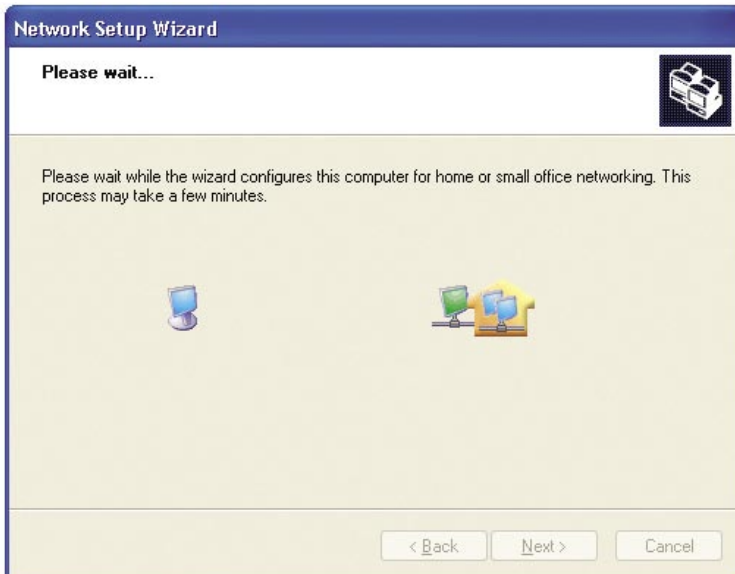 Network Setup Wizard
Please wait...
Please wait while the wizard configures this computer for home or small office networking. This
process may take a few minutes.
< Back
Next >
Cancel